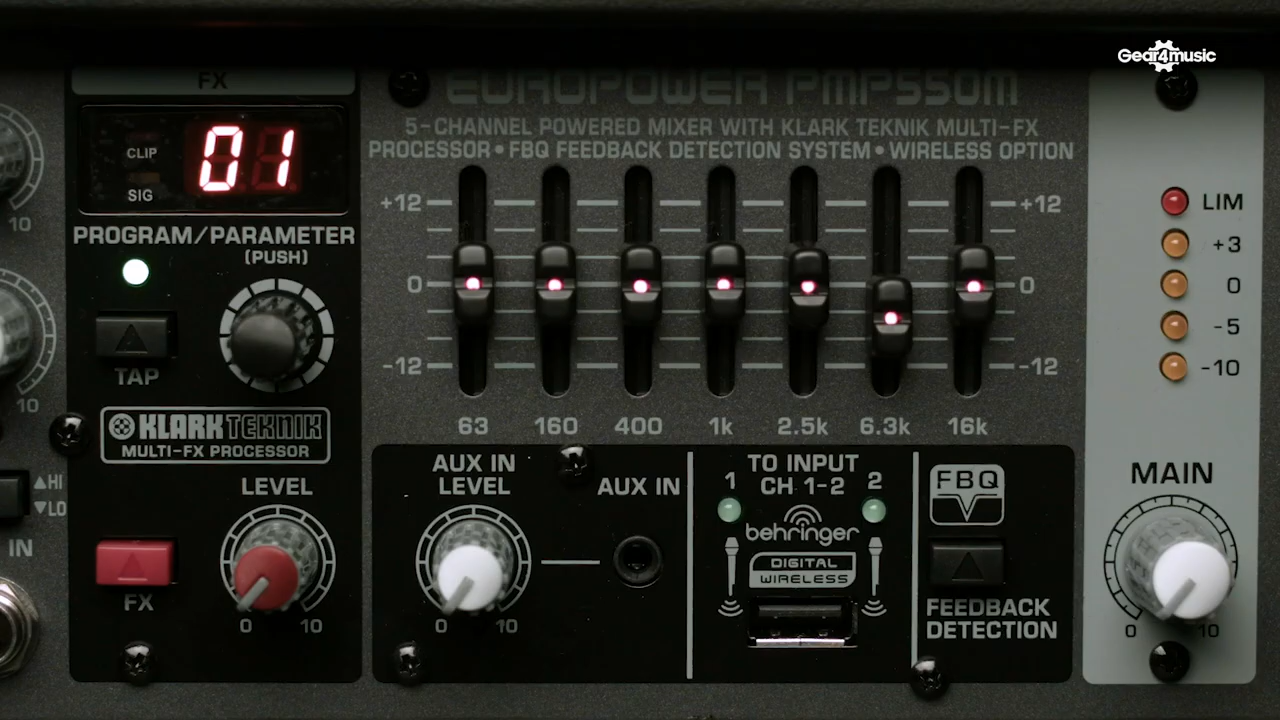 Gear4music
FX
EUROPOWER PMP550M
5-CHANNEL POWERED MIXER WITH KLARK TEKNIK MULTI-FX
PROCESSOR • FBQ FEEDBACK DETECTION SYSTEM • WIRELESS OPTION
CLIP
SIG
01
PROGRAM/PARAMETER
(PUSH)
TAP
KLARK TEKNIK
MULTI-FX PROCESSOR
LEVEL
FX
0 10
10
10
▲HI
▼LO
IN
+12 +12
0 0
-12 -12
63 160 400 1k 2.5k 6.3k 16k
AUX IN
LEVEL
0 10
AUX IN
TO INPUT
CH 1-2
1 2
behringer
DIGITAL
WIRELESS
FBQ
FEEDBACK
DETECTION
LIM
+3
0
-5
-10
MAIN
0 10